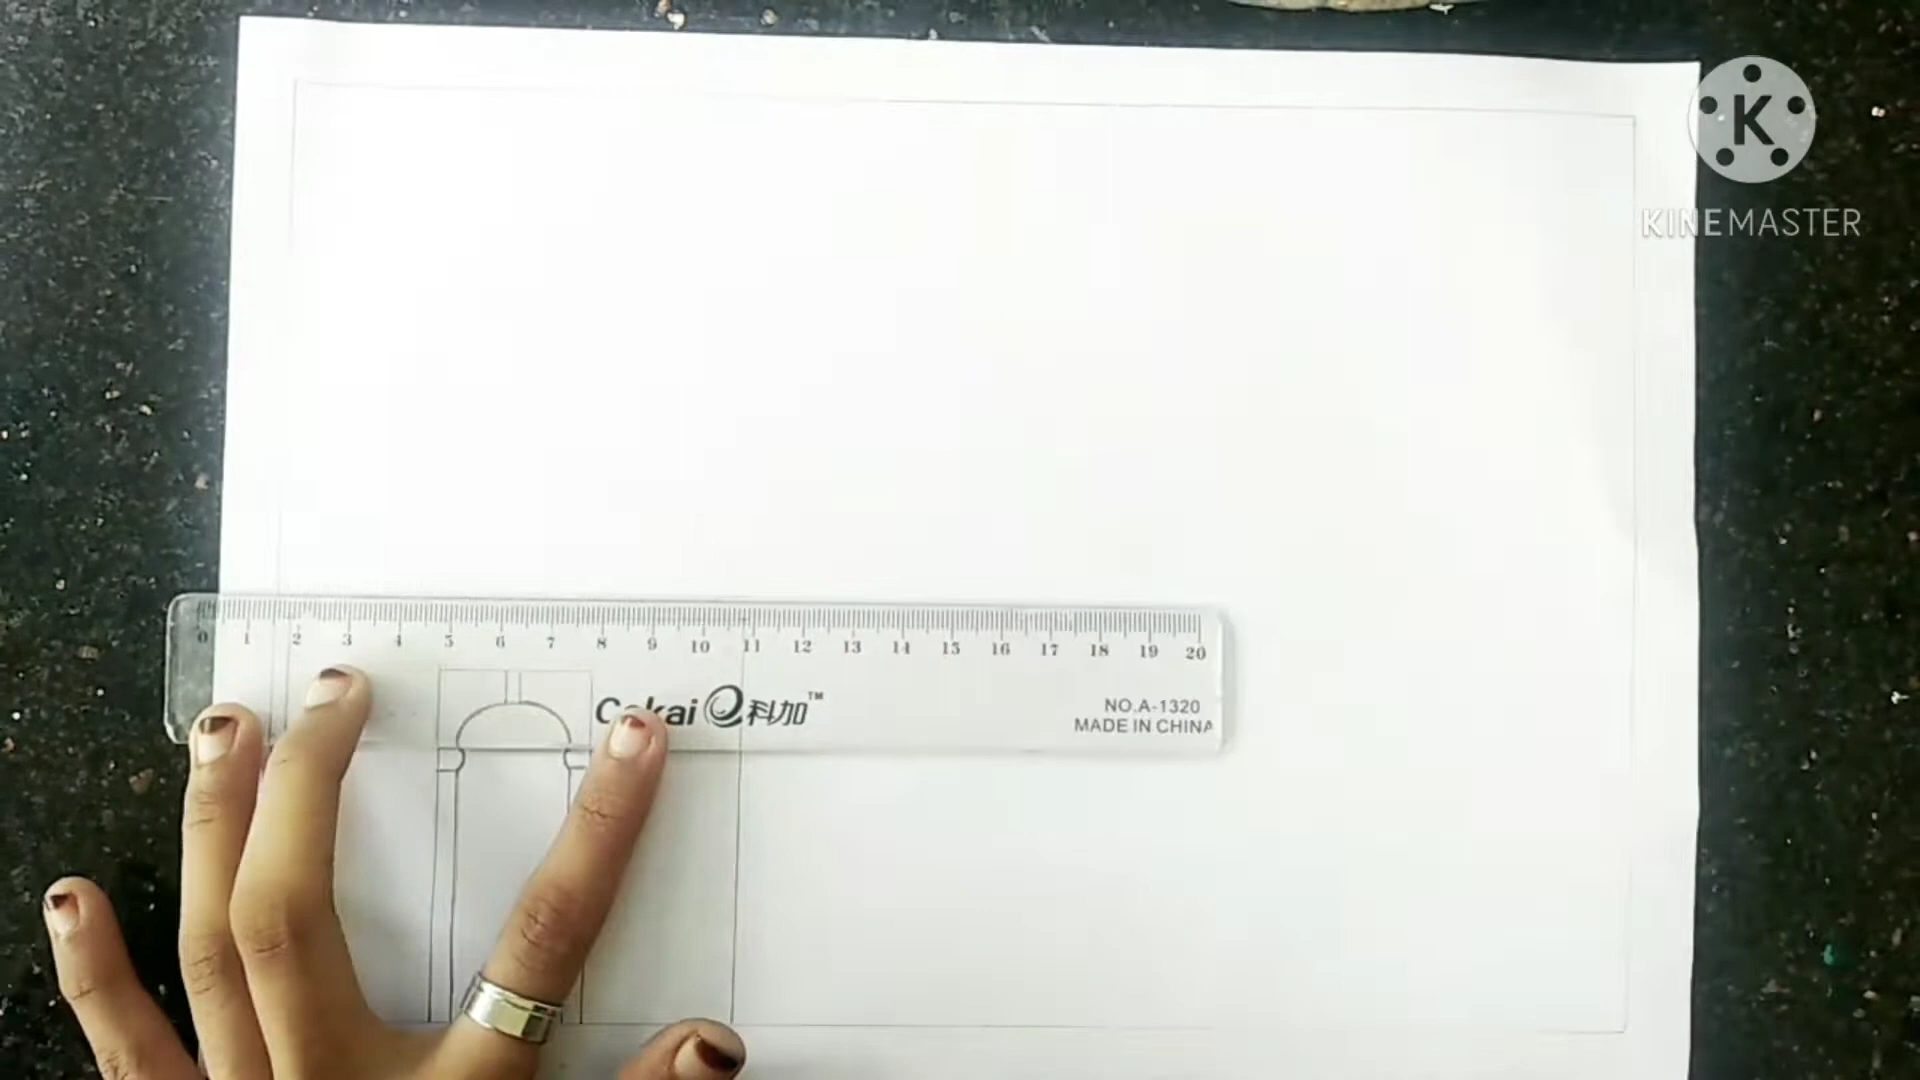 K
KINEMASTER
0 1 2 3 4 5 6 7 8 9 10 11 12 13 14 15 16 17 18 19 20
Cokai 科加™
NO.A-1320
MADE IN CHINA